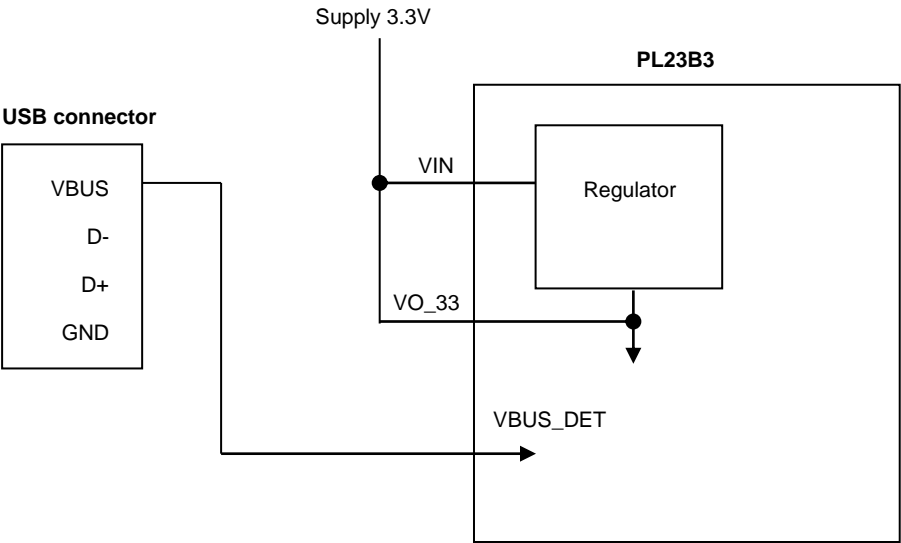 Supply 3.3V
PL23B3
USB connector
VIN
VBUS
Regulator
D-
D+
VO_33
GND
VBUS_DET